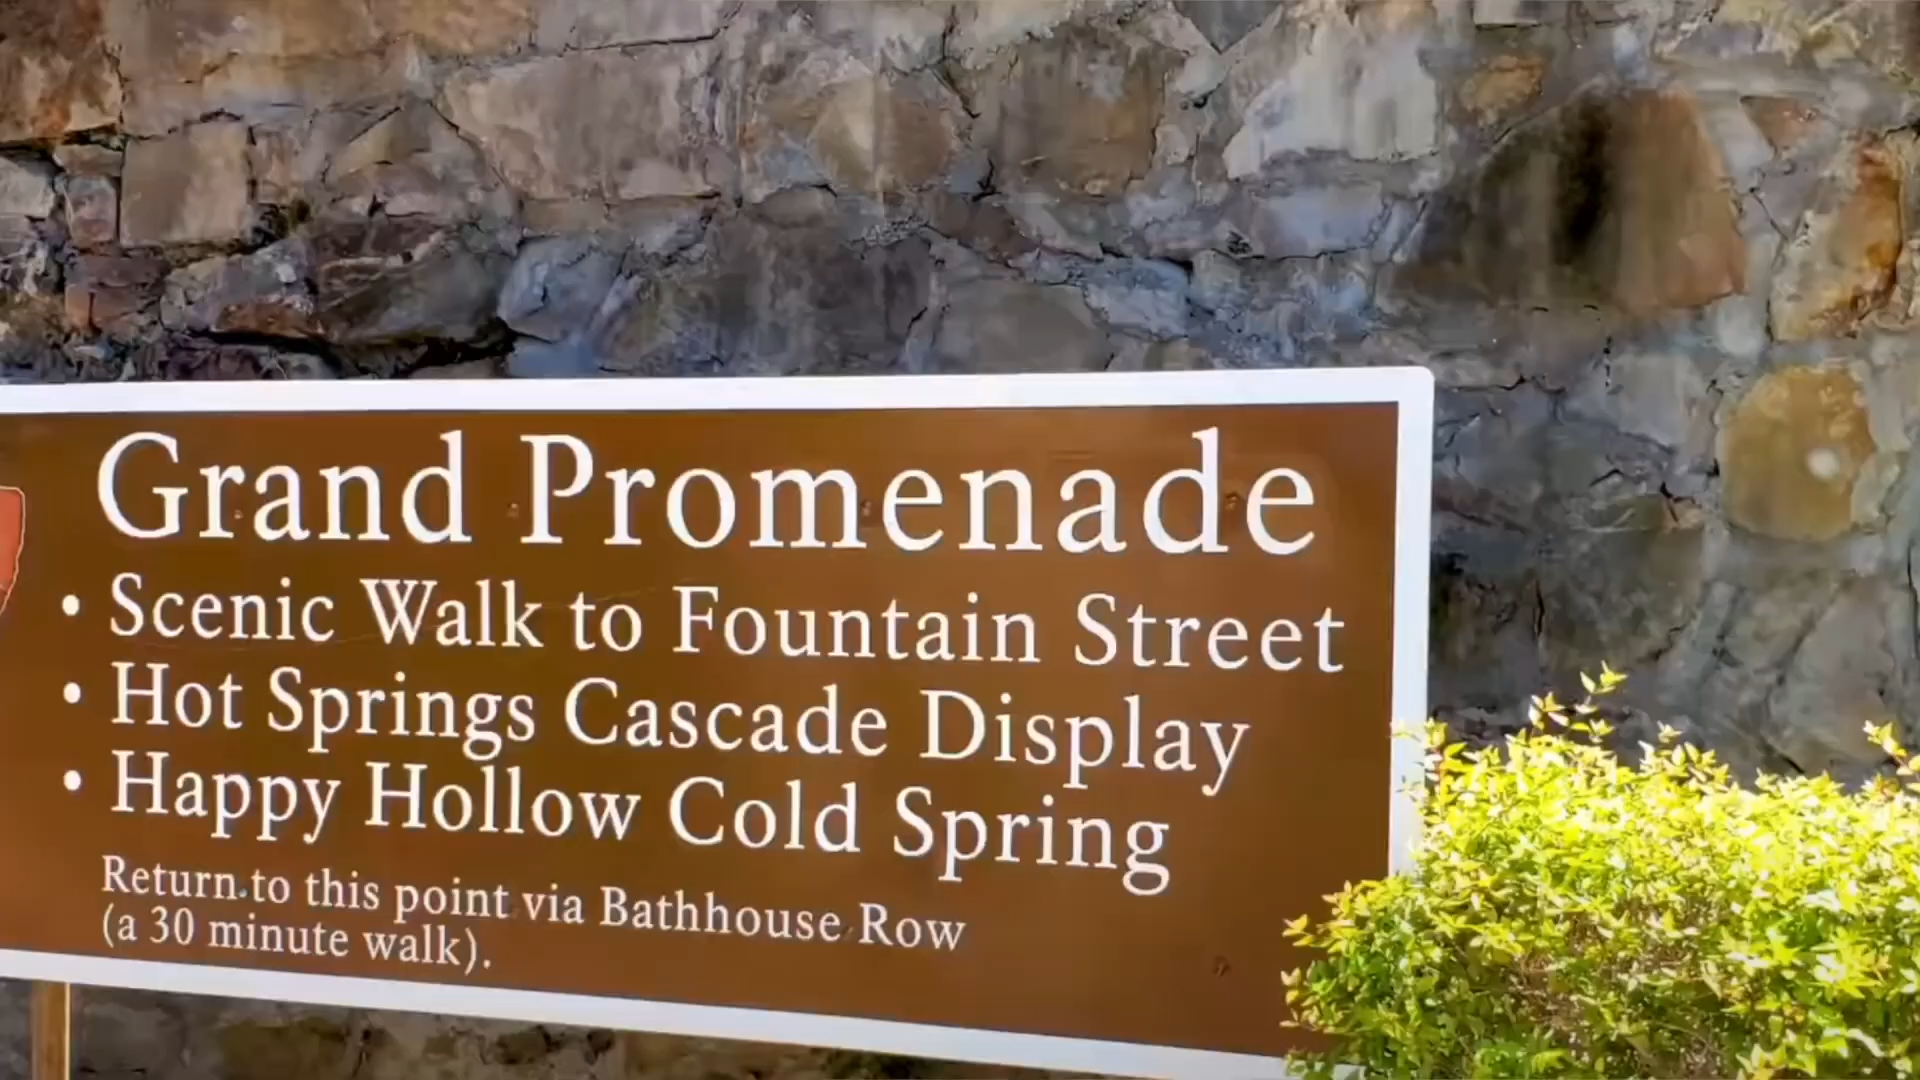 Grand Promenade
• Scenic Walk to Fountain Street
• Hot Springs Cascade Display
• Happy Hollow Cold Spring
Return to this point via Bathhouse Row
(a 30 minute walk).